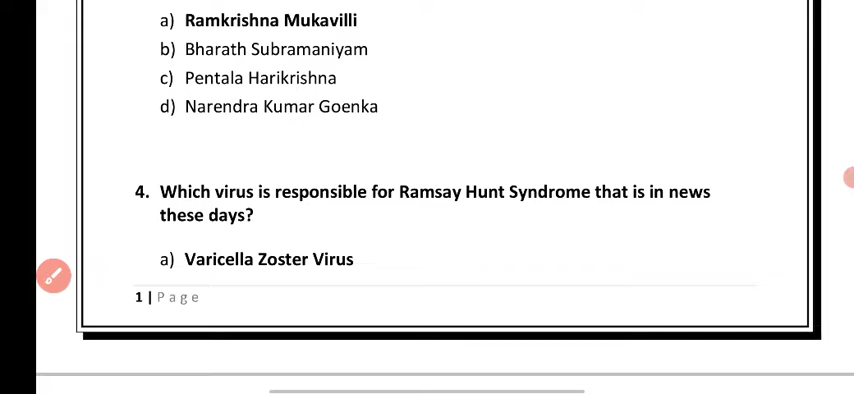 a) Ramkrishna Mukavilli
b) Bharath Subramaniyam
c) Pentala Harikrishna
d) Narendra Kumar Goenka
4. Which virus is responsible for Ramsay Hunt Syndrome that is in news
these days?
a) Varicella Zoster Virus
1 | Page